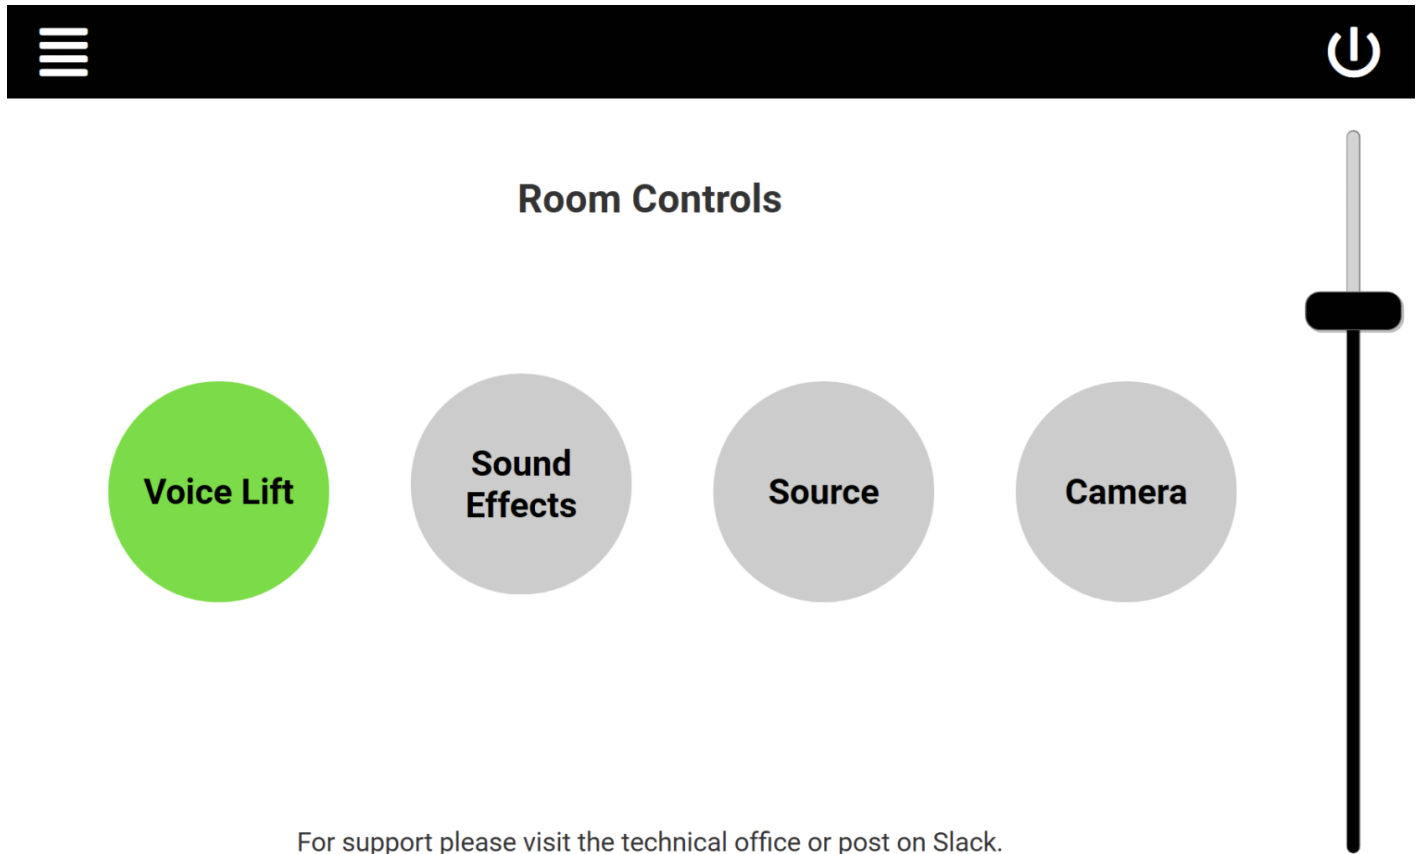 Room Controls
Voice Lift
Sound
Effects
Source
Camera
For support please visit the technical office or post on Slack.